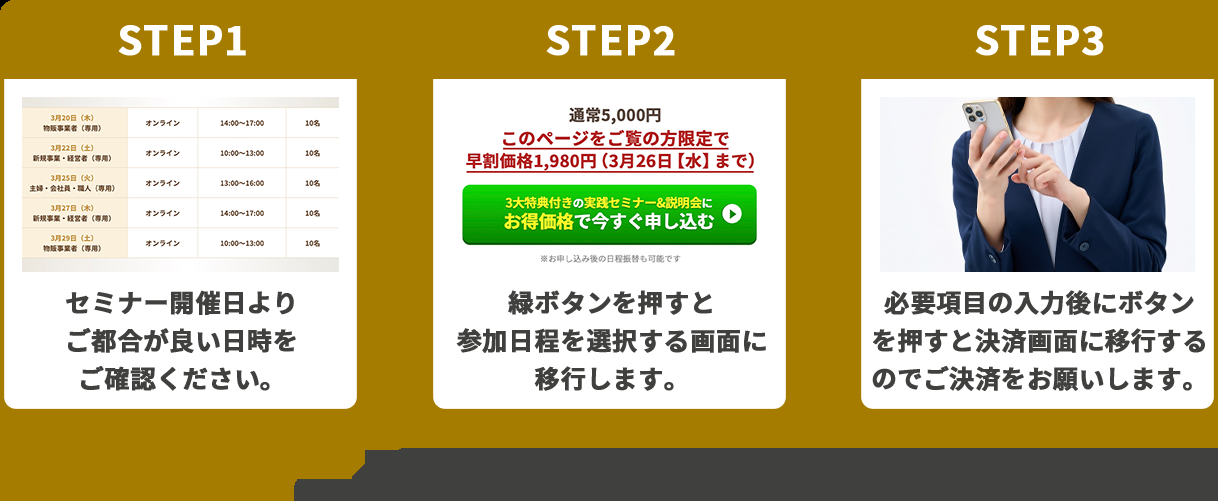 STEP1
3月20日（木）
物販事業者（専用）
オンライン
14:00〜17:00
10名
3月22日（土）
新規事業・経営者（専用）
オンライン
10:00〜13:00
10名
3月25日（火）
主婦・会社員・職人（専用）
オンライン
13:00〜16:00
10名
3月27日（木）
新規事業・経営者（専用）
オンライン
14:00〜17:00
10名
3月29日（土）
物販事業者（専用）
オンライン
10:00〜13:00
10名
セミナー開催日より
ご都合が良い日時を
ご確認ください。
STEP2
通常5,000円
このページをご覧の方限定で
早割価格1,980円（3月26日【水】まで）
3大特典付きの実践セミナー&説明会に
お得価格で今すぐ申し込む
※お申し込み後の日程振替も可能です
緑ボタンを押すと
参加日程を選択する画面に
移行します。
STEP3
必要項目の入力後にボタン
を押すと決済画面に移行する
のでご決済をお願いします。